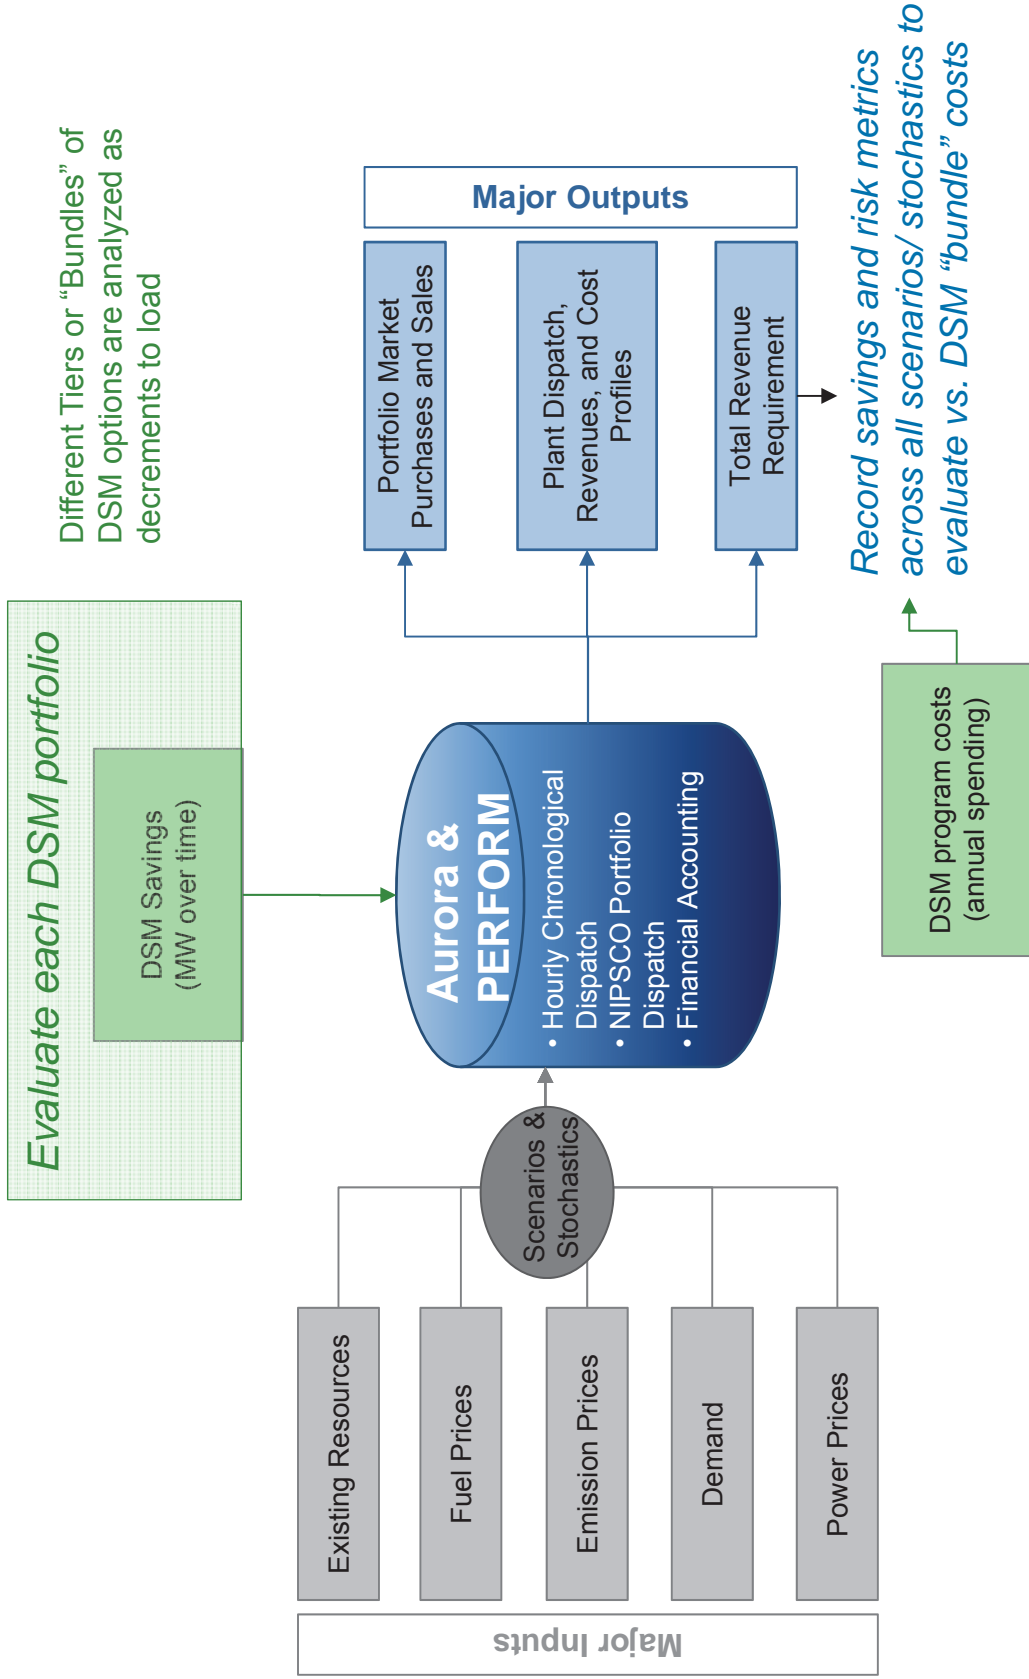 Evaluate each DSM portfolio
DSM Savings
(MW over time)
Different Tiers or “Bundles” of
DSM options are analyzed as
decrements to load
Major Inputs
Existing Resources
Fuel Prices
Emission Prices
Demand
Power Prices
Scenarios &
Stochastics
Aurora &
PERFORM
• Hourly Chronological
Dispatch
• NIPSCO Portfolio
Dispatch
• Financial Accounting
Portfolio Market
Purchases and Sales
Plant Dispatch,
Revenues, and Cost
Profiles
Total Revenue
Requirement
Major Outputs
DSM program costs
(annual spending)
Record savings and risk metrics
across all scenarios/ stochastics to
evaluate vs. DSM “bundle” costs